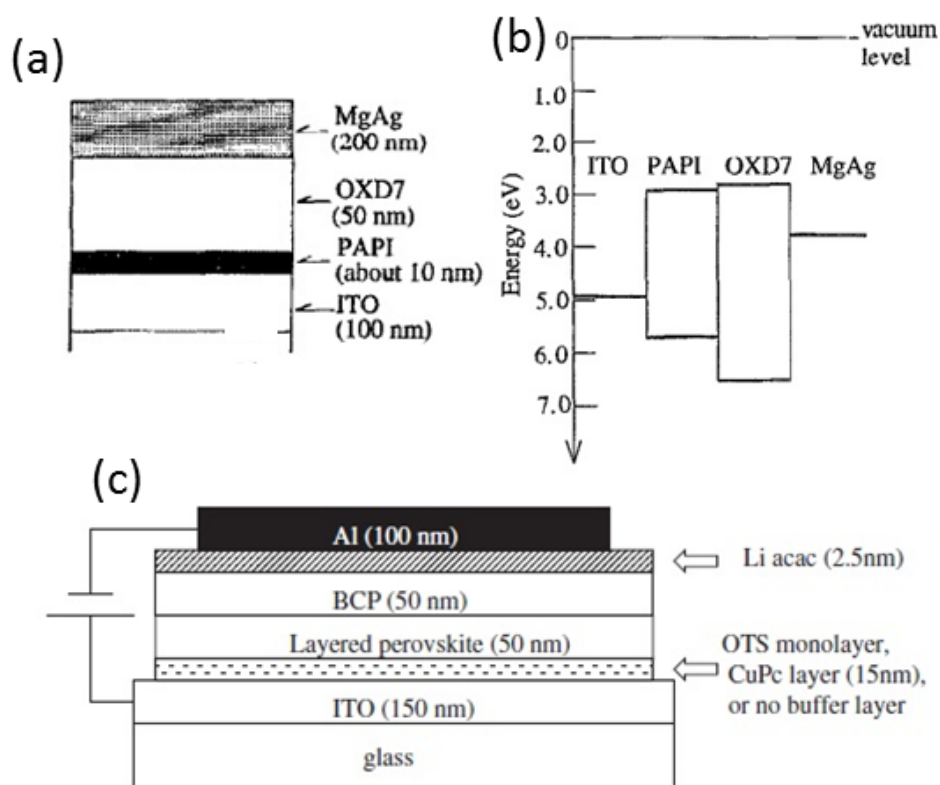 (a)
MgAg
(200 nm)
OXD7
(50 nm)
PAPI
(about 10 nm)
ITO
(100 nm)
(b)
0
vacuum
level
1.0
2.0
ITO PAPI OXD7 MgAg
3.0
4.0
5.0
6.0
7.0
Energy (eV)
(c)
Al (100 nm)
Li acac (2.5nm)
BCP (50 nm)
Layered perovskite (50 nm)
OTS monolayer,
CuPc layer (15nm),
or no buffer layer
ITO (150 nm)
glass